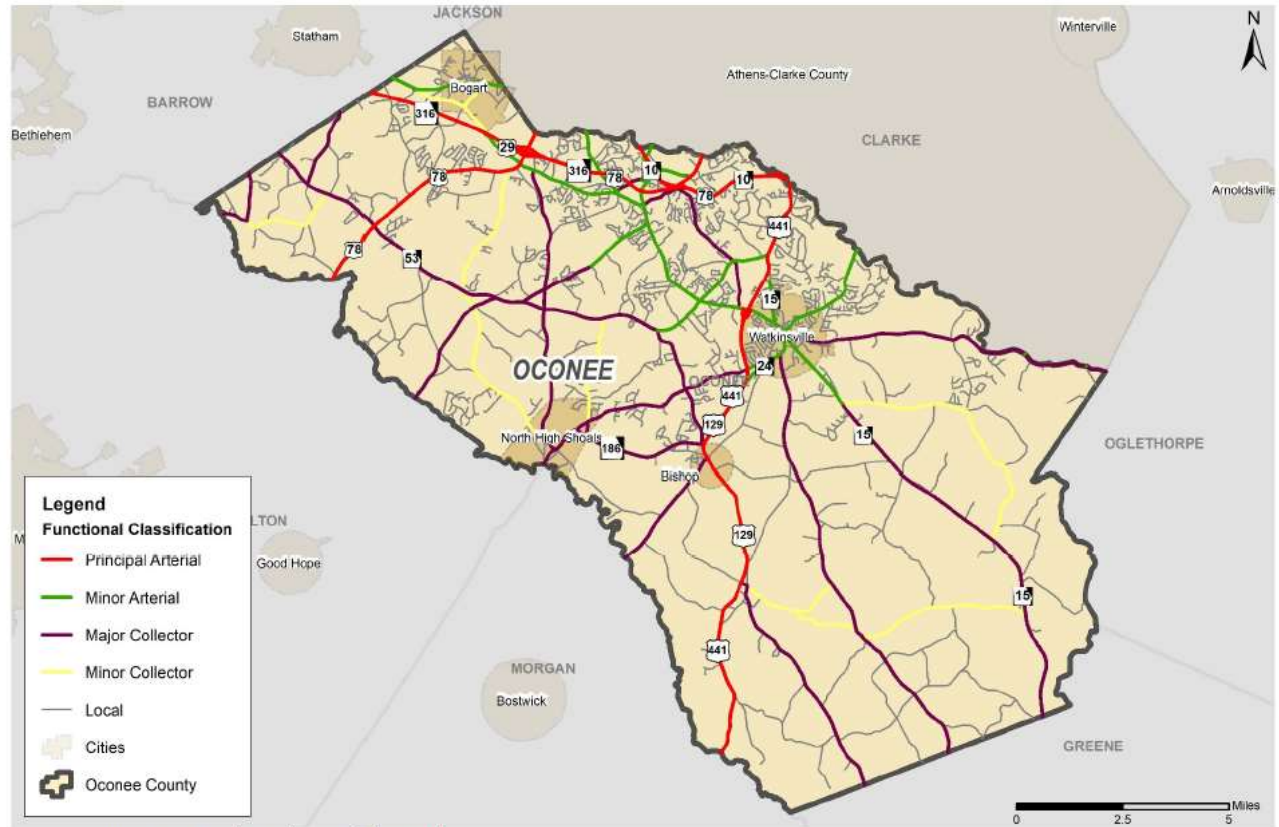 JACKSON
Statham
Winterville
N
Bogart
Athens-Clarke County
BARROW
316
Bethlehem
CLARKE
29
316
78
10
10
78
78
Arnoldsville
441
78
53
15
Watkinsville
OCONEE
24
OCONEE
441
129
North High Shoals
186
15
OGLETHORPE
Bishop
129
LTON
M
Good Hope
15
441
MORGAN
Bostwick
GREENE
Legend
Functional Classification
Principal Arterial
Minor Arterial
Major Collector
Minor Collector
Local
Cities
Oconee County
Miles
0 2.5 5